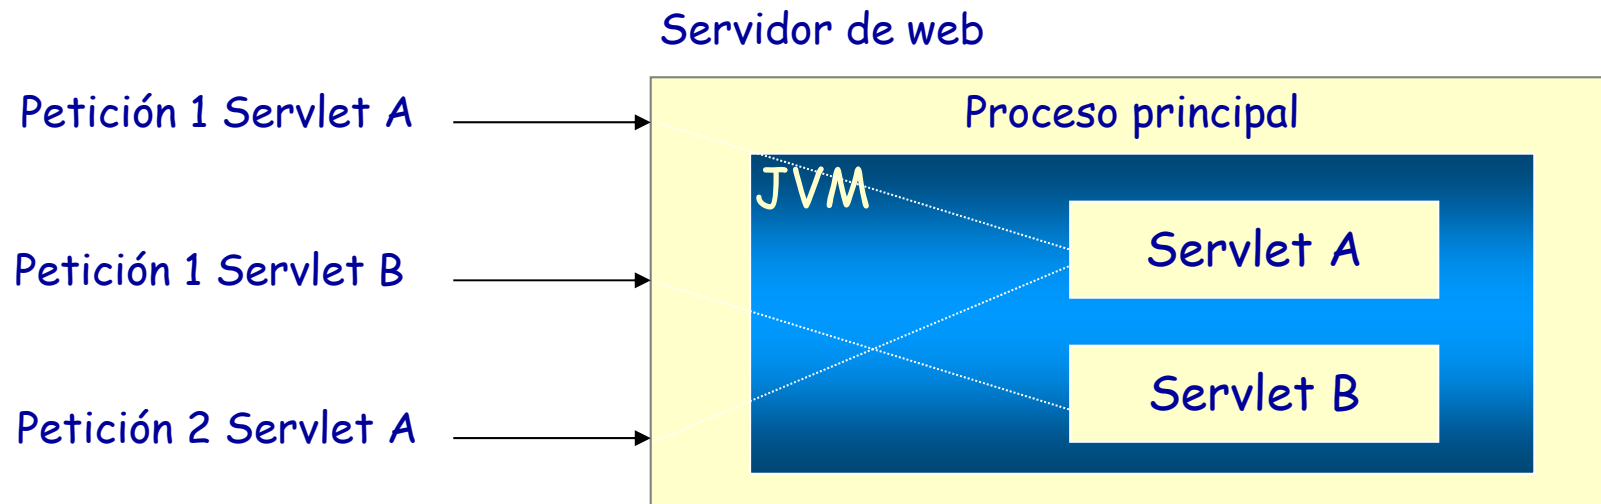 Servidor de web
Petición 1 Servlet A
Proceso principal
JVM
Servlet A
Petición 1 Servlet B
Servlet B
Petición 2 Servlet A